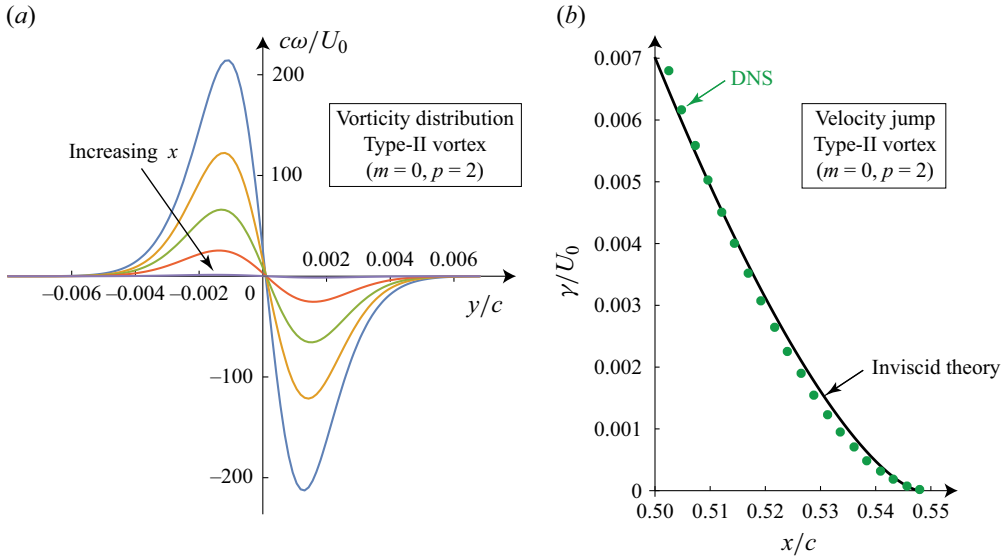 (a)
cω/U0
200
100
Vorticity distribution
Type-II vortex
(m = 0, p = 2)
Increasing x
0.002
0.004
0.006
−0.006
−0.004
−0.002
0
y/c
−100
−200
(b)
0.007
0.006
0.005
0.004
0.003
0.002
0.001
0
γ/U0
DNS
Velocity jump
Type-II vortex
(m = 0, p = 2)
Inviscid theory
0.50
0.51
0.52
0.53
0.54
0.55
x/c